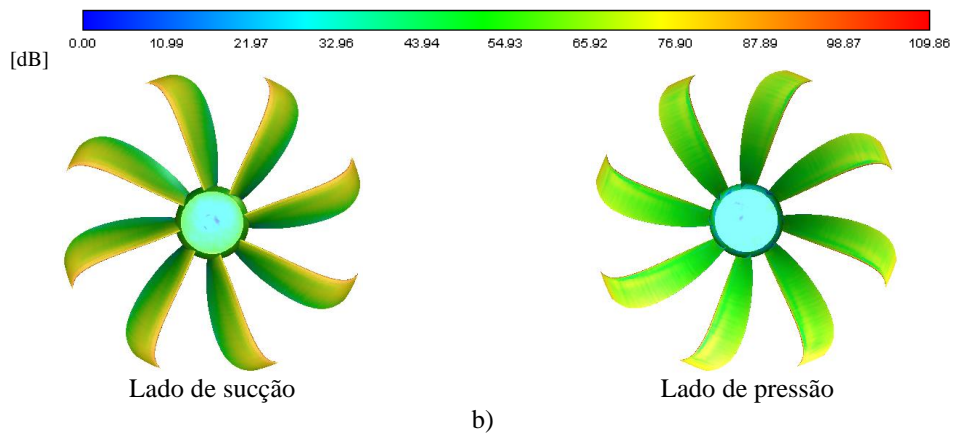 0.00 10.99 21.97 32.96 43.94 54.93 65.92 76.90 87.89 98.87 109.86
[dB]
Lado de sucção Lado de pressão
b)